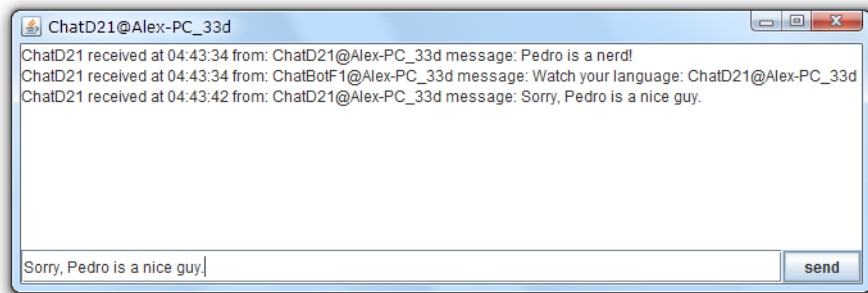 ChatD21@Alex-PC_33d
ChatD21 received at 04:43:34 from: ChatD21@Alex-PC_33d message: Pedro is a nerd!
ChatD21 received at 04:43:34 from: ChatBotF1@Alex-PC_33d message: Watch your language: ChatD21@Alex-PC_33d
ChatD21 received at 04:43:42 from: ChatD21@Alex-PC_33d message: Sorry, Pedro is a nice guy.
Sorry, Pedro is a nice guy.
send